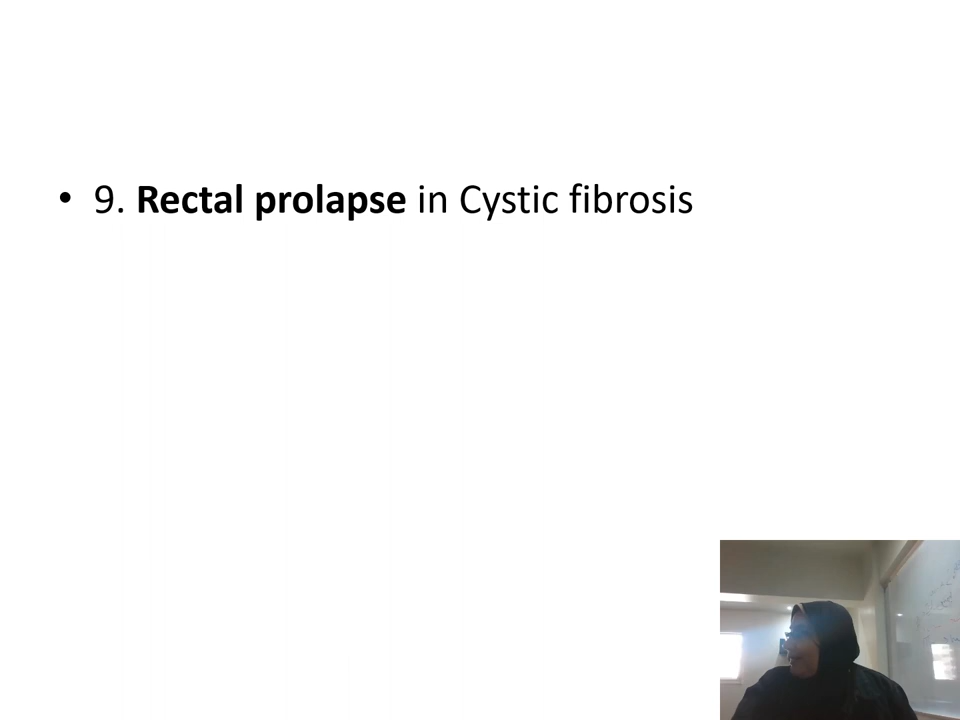 • 9. Rectal prolapse in Cystic fibrosis